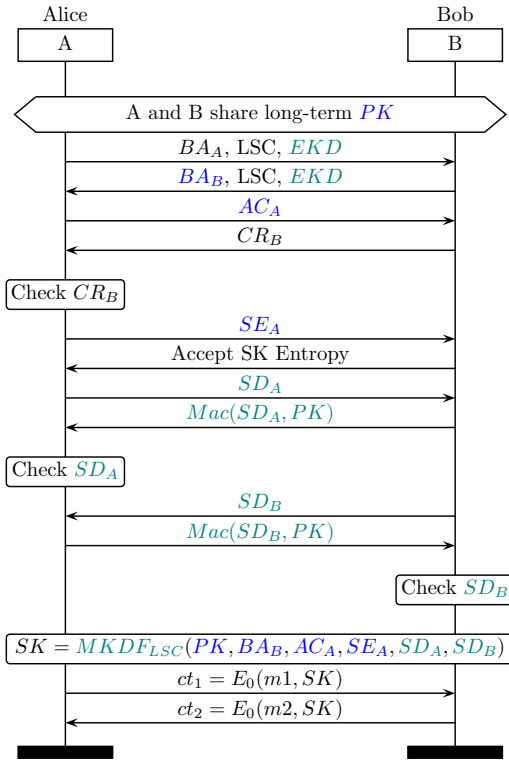 Alice Bob
A B
A and B share long-term PK
BA_A, LSC, EKD
BA_B, LSC, EKD
AC_A
CR_B
Check CR_B
SE_A
Accept SK Entropy
SD_A
Mac(SD_A, PK)
Check SD_A
SD_B
Mac(SD_B, PK)
Check SD_B
SK = MKDF_{LSC}(PK, BA_B, AC_A, SE_A, SD_A, SD_B)
ct_1 = E_0(m1, SK)
ct_2 = E_0(m2, SK)